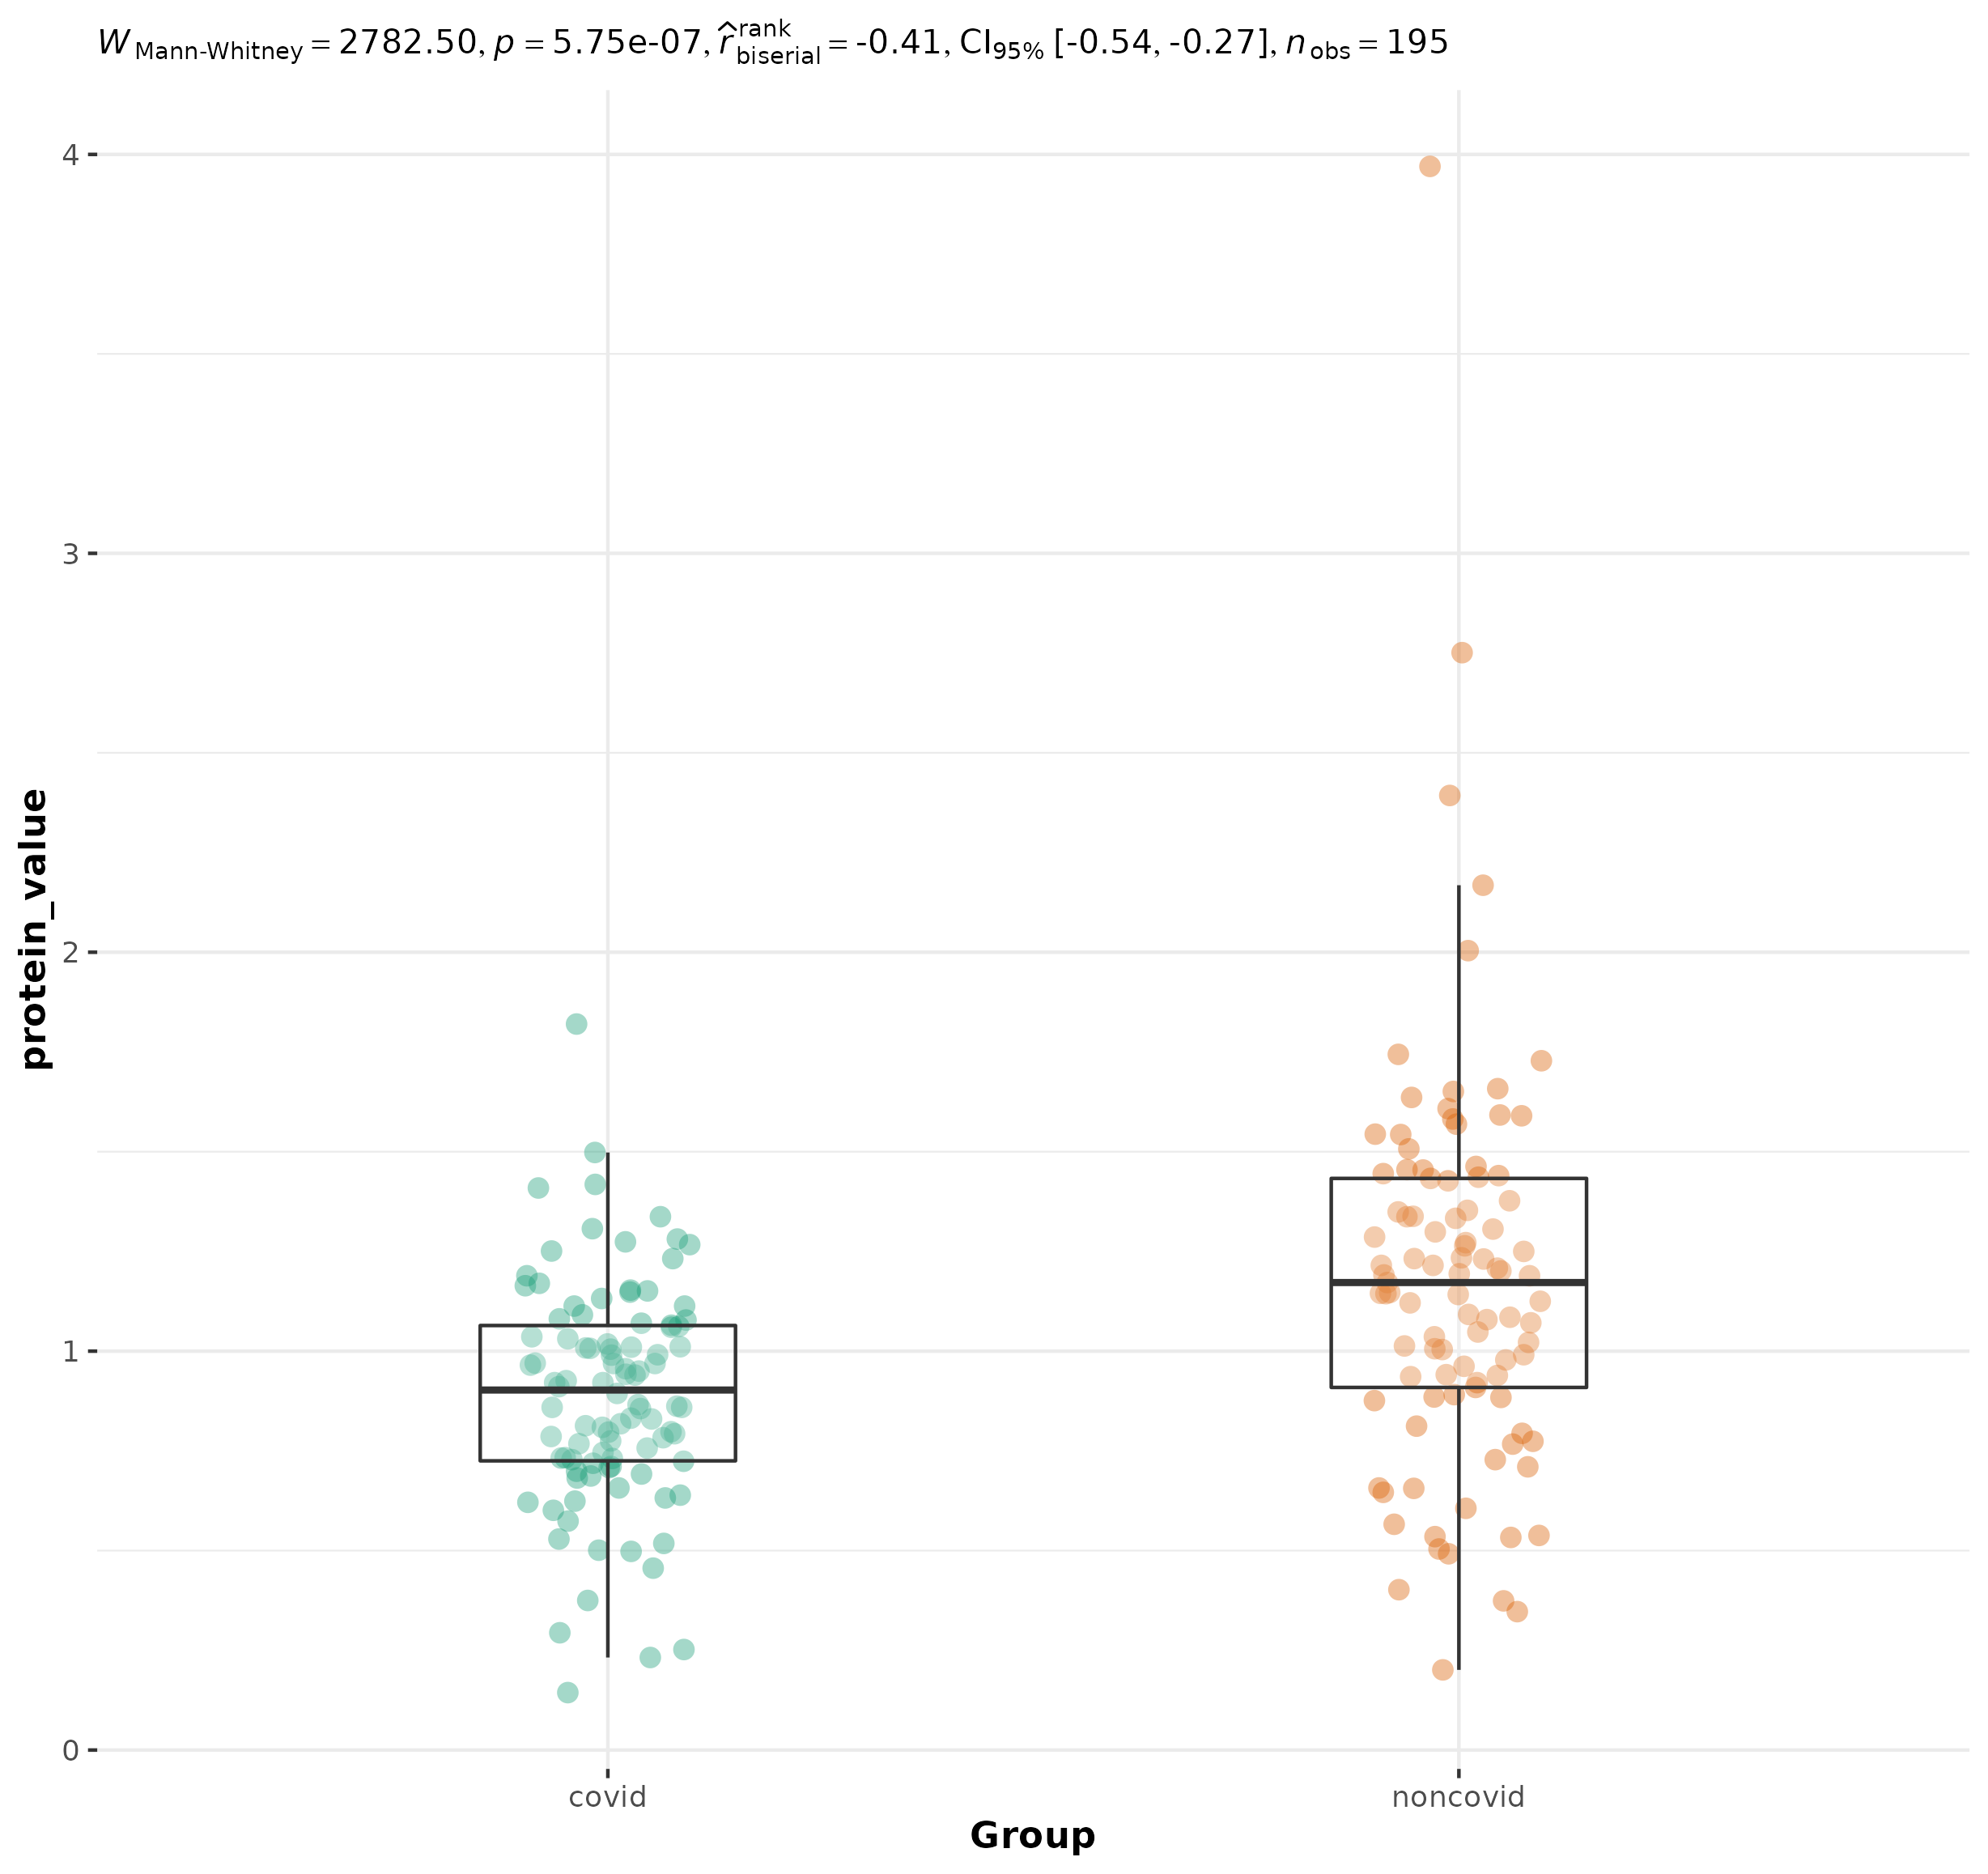 W Mann-Whitney = 2782.50, p = 5.75e-07, r̂ rank biserial = -0.41, CI95% [-0.54, -0.27], n obs = 195
4
3
2
1
0
protein_value
covid
noncovid
Group